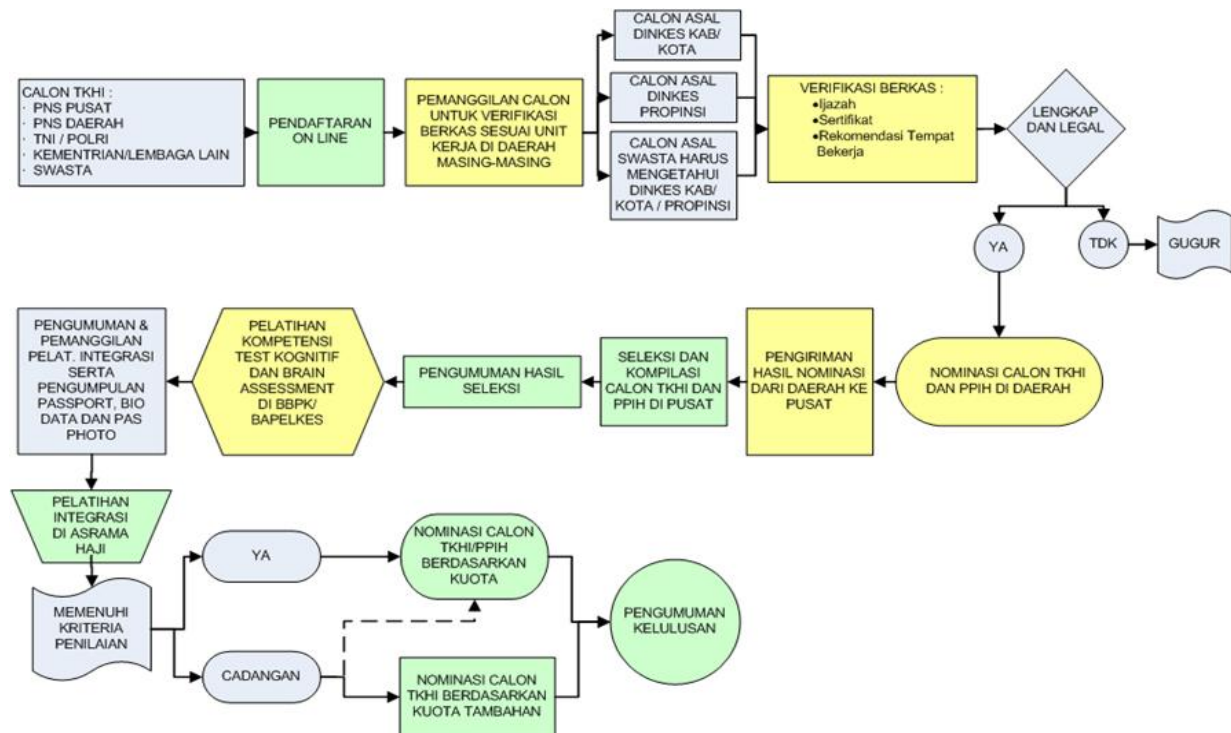 CALON TKHI :
· PNS PUSAT
· PNS DAERAH
· TNI / POLRI
· KEMENTRIAN/LEMBAGA LAIN
· SWASTA
PENDAFTARAN
ON LINE
PEMANGGILAN CALON
UNTUK VERIFIKASI
BERKAS SESUAI UNIT
KERJA DI DAERAH
MASING-MASING
CALON ASAL
DINKES KAB/
KOTA
CALON ASAL
DINKES
PROPINSI
CALON ASAL
SWASTA HARUS
MENGETAHUI
DINKES KAB/
KOTA / PROPINSI
VERIFIKASI BERKAS :
•Ijazah
•Sertifikat
•Rekomendasi Tempat
Bekerja
LENGKAP
DAN LEGAL
YA
TDK
GUGUR
NOMINASI CALON TKHI
DAN PPIH DI DAERAH
PENGIRIMAN
HASIL NOMINASI
DARI DAERAH KE
PUSAT
SELEKSI DAN
KOMPILASI
CALON TKHI DAN
PPIH DI PUSAT
PENGUMUMAN HASIL
SELEKSI
PELATIHAN
KOMPETENSI
TEST KOGNITIF
DAN BRAIN
ASSESSMENT
DI BBPK/
BAPELKES
PENGUMUMAN &
PEMANGGILAN
PELAT. INTEGRASI
SERTA
PENGUMPULAN
PASSPORT, BIO
DATA DAN PAS
PHOTO
PELATIHAN
INTEGRASI
DI ASRAMA
HAJI
MEMENUHI
KRITERIA
PENILAIAN
YA
CADANGAN
NOMINASI CALON
TKHI/PPIH
BERDASARKAN
KUOTA
NOMINASI CALON
TKHI BERDASARKAN
KUOTA TAMBAHAN
PENGUMUMAN
KELULUSAN